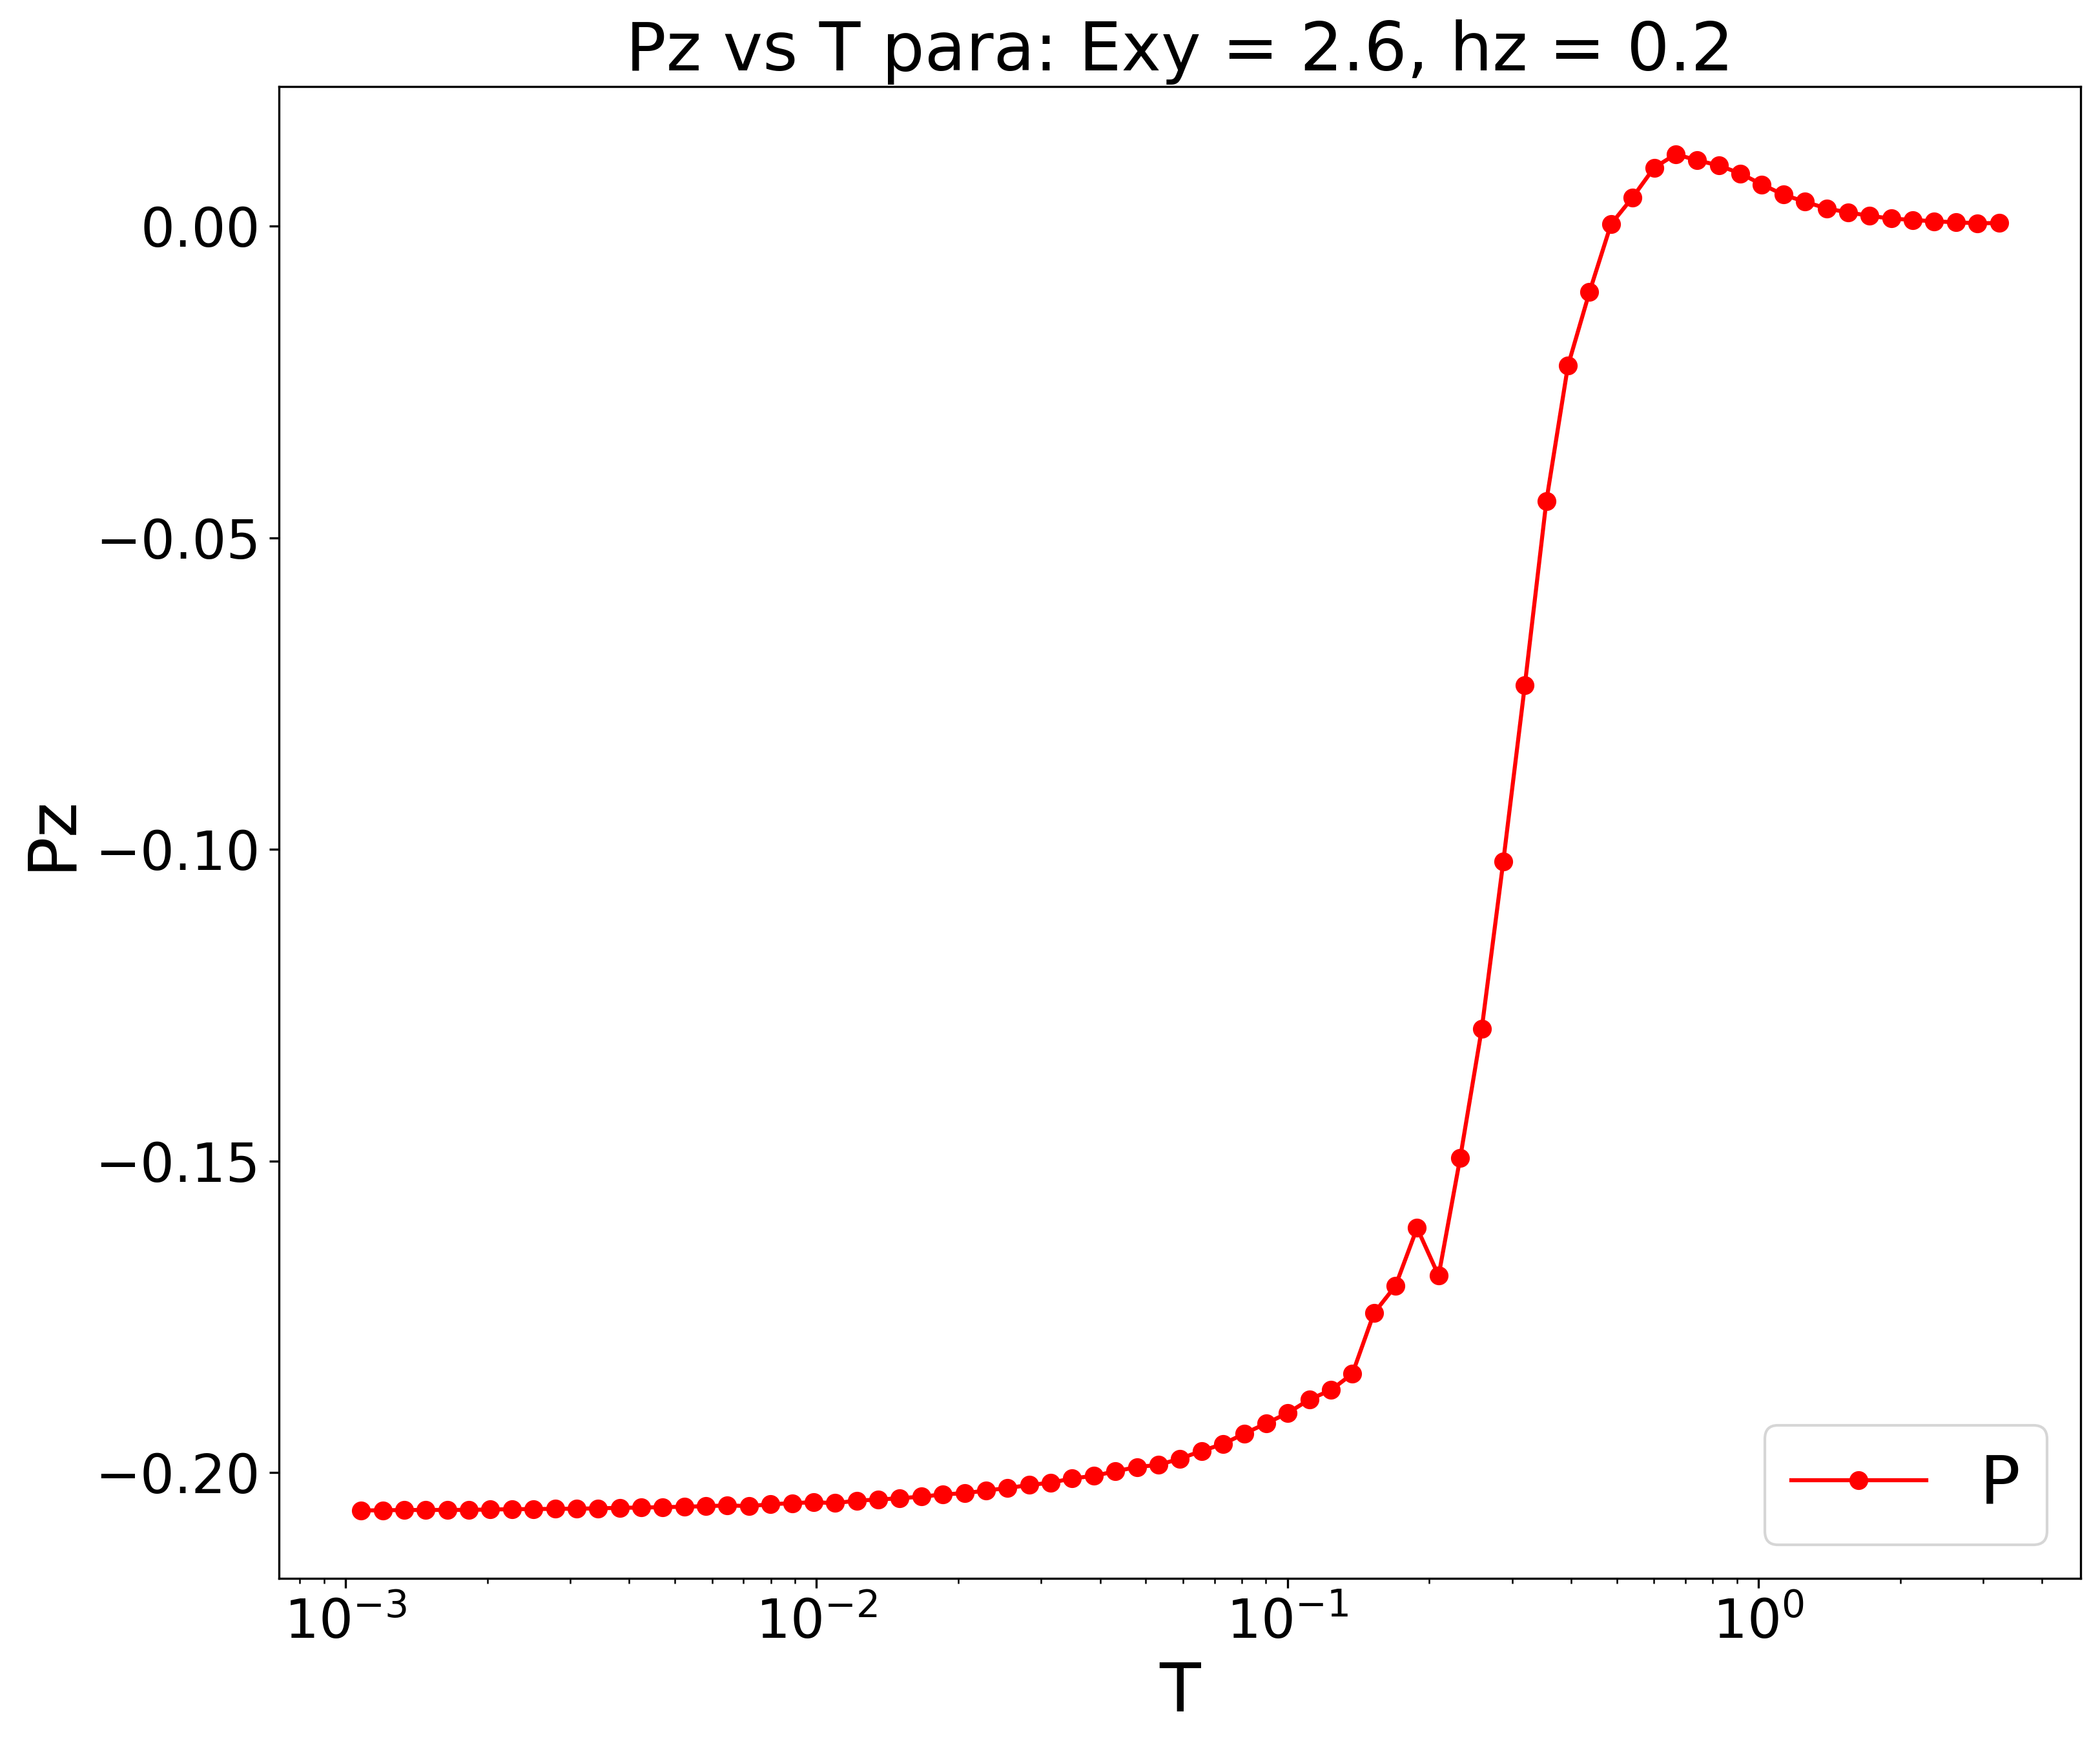 Pz vs T para: Exy = 2.6, hz = 0.2
Pz
0.00
−0.05
−0.10
−0.15
−0.20
P
10⁻³ 10⁻² 10⁻¹ 10⁰
T